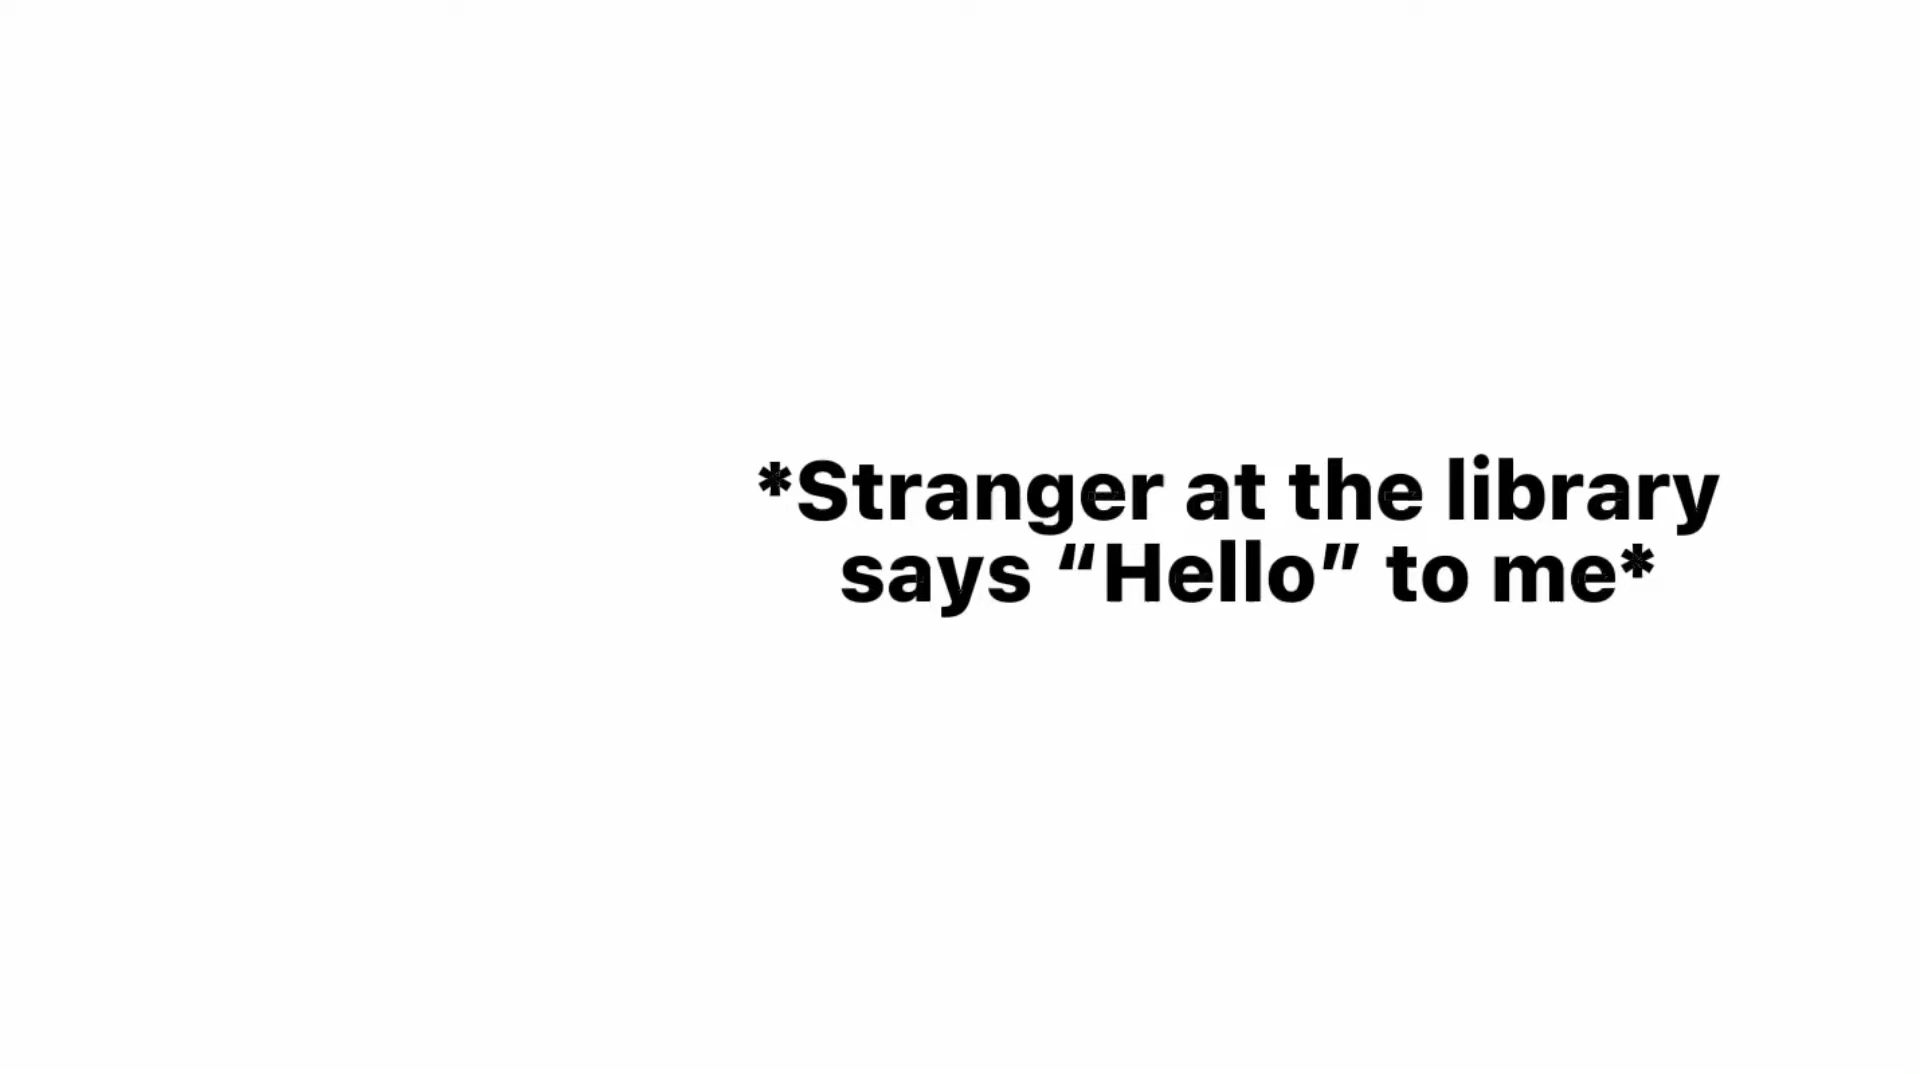 *Stranger at the library
says “Hello” to me*